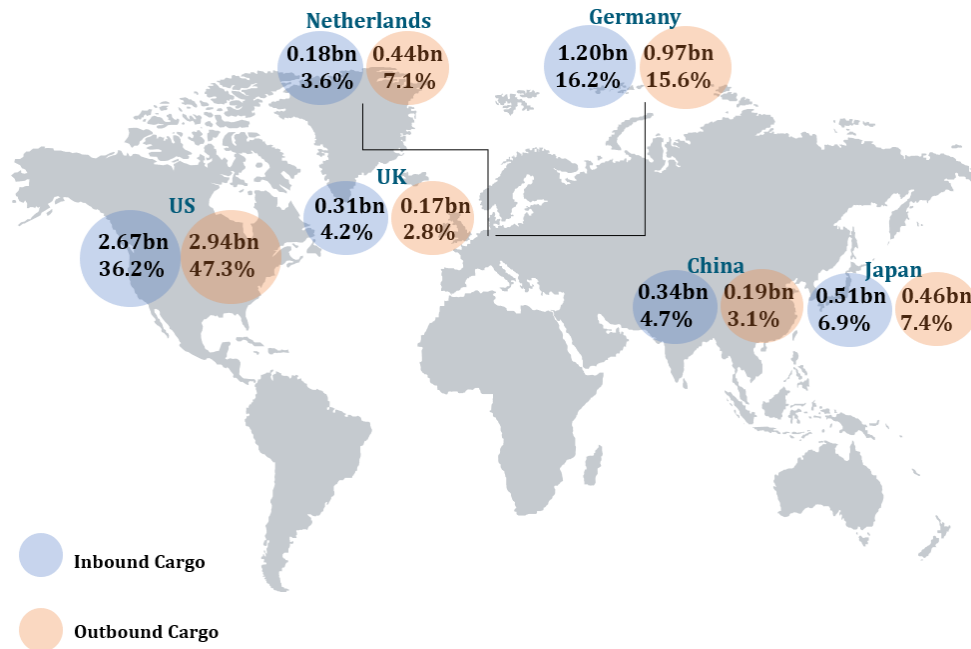 Netherlands
0.18bn
3.6%
0.44bn
7.1%
Germany
1.20bn
16.2%
0.97bn
15.6%
UK
0.31bn
4.2%
0.17bn
2.8%
US
2.67bn
36.2%
2.94bn
47.3%
China
0.34bn
4.7%
0.19bn
3.1%
Japan
0.51bn
6.9%
0.46bn
7.4%
Inbound Cargo
Outbound Cargo